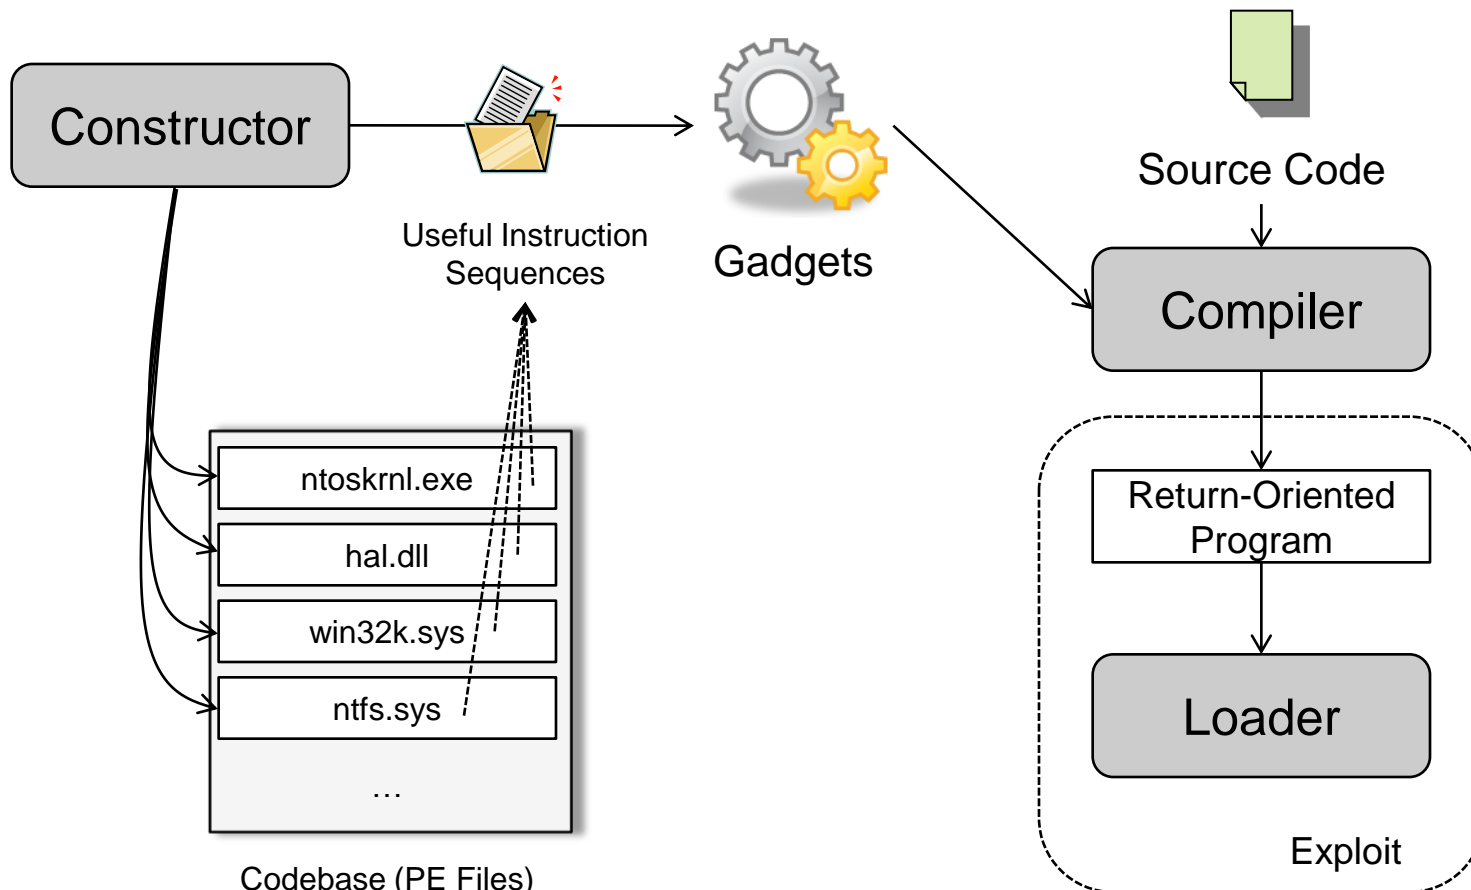 Constructor
Useful Instruction
Sequences
Gadgets
Source Code
Compiler
ntoskrnl.exe
hal.dll
win32k.sys
ntfs.sys
...
Codebase (PE Files)
Return-Oriented
Program
Loader
Exploit